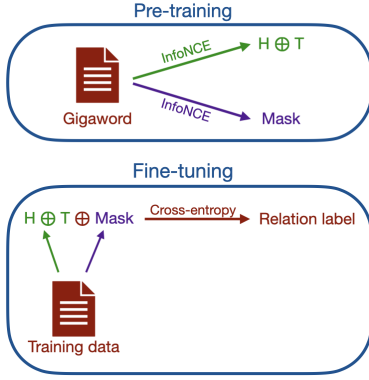 Pre-training
InfoNCE
H ⊕ T
InfoNCE
Gigaword
Mask
Fine-tuning
H ⊕ T ⊕ Mask
Cross-entropy
Relation label
Training data